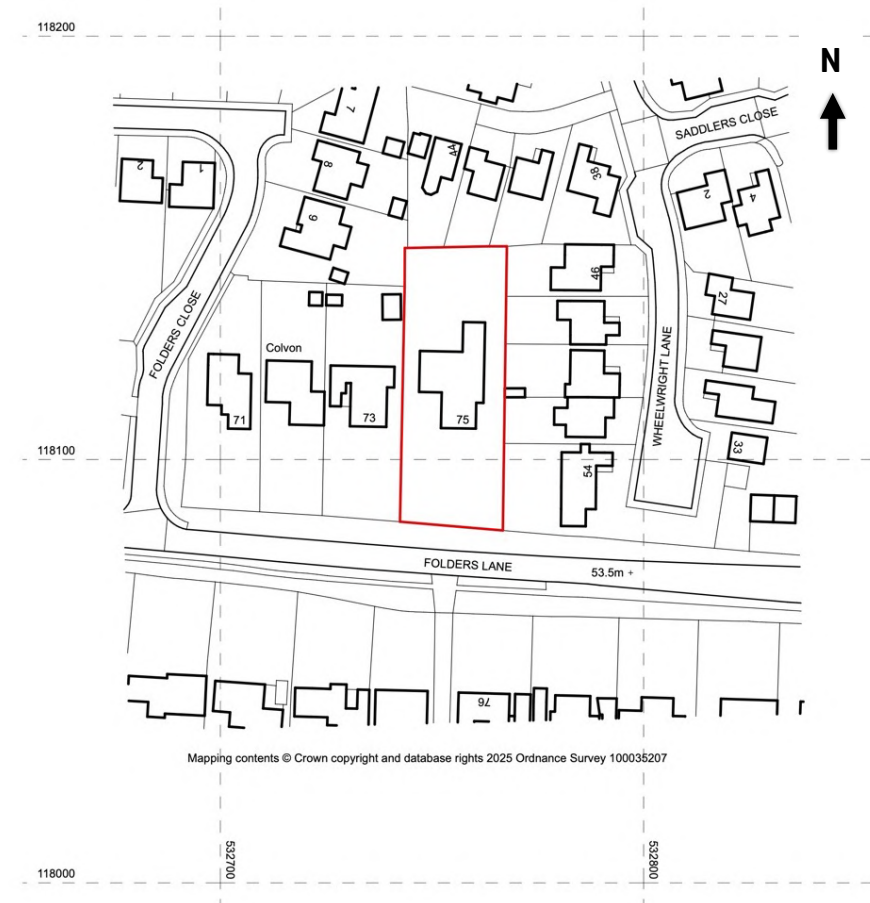 118200
N
7
SADDLERS CLOSE
4A
2
1
8
38
2
4
9
46
27
FOLDERS CLOSE
Colvon
WHEELWRIGHT LANE
71
73
75
33
118100
54
FOLDERS LANE
53.5m +
76
Mapping contents © Crown copyright and database rights 2025 Ordnance Survey 100035207
532700
532800
118000